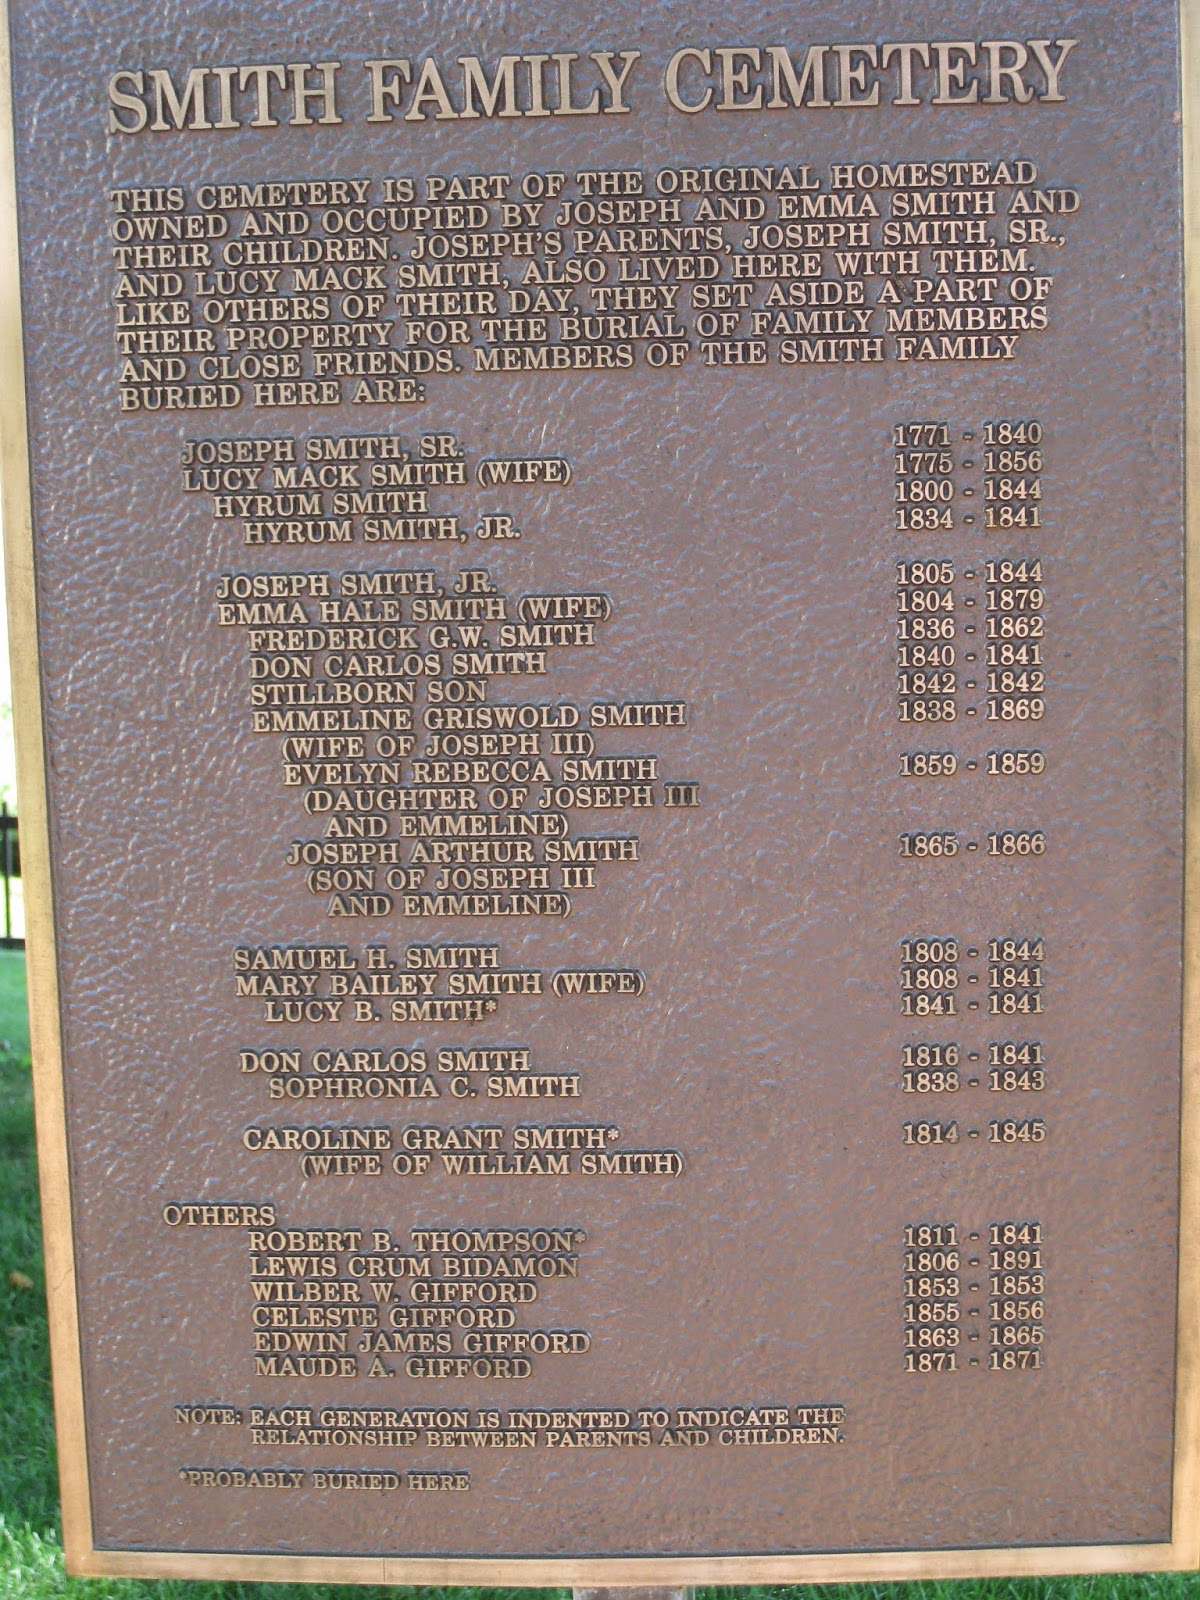 SMITH FAMILY CEMETERY
THIS CEMETERY IS PART OF THE ORIGINAL HOMESTEAD
OWNED AND OCCUPIED BY JOSEPH AND EMMA SMITH AND
THEIR CHILDREN. JOSEPH'S PARENTS, JOSEPH SMITH, SR.,
AND LUCY MACK SMITH, ALSO LIVED HERE WITH THEM.
LIKE OTHERS OF THEIR DAY, THEY SET ASIDE A PART OF
THEIR PROPERTY FOR THE BURIAL OF FAMILY MEMBERS
AND CLOSE FRIENDS. MEMBERS OF THE SMITH FAMILY
BURIED HERE ARE:
JOSEPH SMITH, SR. 1771 - 1840
LUCY MACK SMITH (WIFE) 1775 - 1856
HYRUM SMITH 1800 - 1844
HYRUM SMITH, JR. 1834 - 1841
JOSEPH SMITH, JR. 1805 - 1844
EMMA HALE SMITH (WIFE) 1804 - 1879
FREDERICK G.W. SMITH 1836 - 1862
DON CARLOS SMITH 1840 - 1841
STILLBORN SON 1842 - 1842
EMMELINE GRISWOLD SMITH 1838 - 1869
(WIFE OF JOSEPH III)
EVELYN REBECCA SMITH 1859 - 1859
(DAUGHTER OF JOSEPH III
AND EMMELINE)
JOSEPH ARTHUR SMITH 1865 - 1866
(SON OF JOSEPH III
AND EMMELINE)
SAMUEL H. SMITH 1808 - 1844
MARY BAILEY SMITH (WIFE) 1808 - 1841
LUCY B. SMITH* 1841 - 1841
DON CARLOS SMITH 1816 - 1841
SOPHRONIA C. SMITH 1838 - 1843
CAROLINE GRANT SMITH* 1814 - 1845
(WIFE OF WILLIAM SMITH)
OTHERS
ROBERT B. THOMPSON* 1811 - 1841
LEWIS CRUM BIDAMON 1806 - 1891
WILBER W. GIFFORD 1853 - 1853
CELESTE GIFFORD 1855 - 1856
EDWIN JAMES GIFFORD 1863 - 1865
MAUDE A. GIFFORD 1871 - 1871
NOTE: EACH GENERATION IS INDENTED TO INDICATE THE
RELATIONSHIP BETWEEN PARENTS AND CHILDREN.
*PROBABLY BURIED HERE